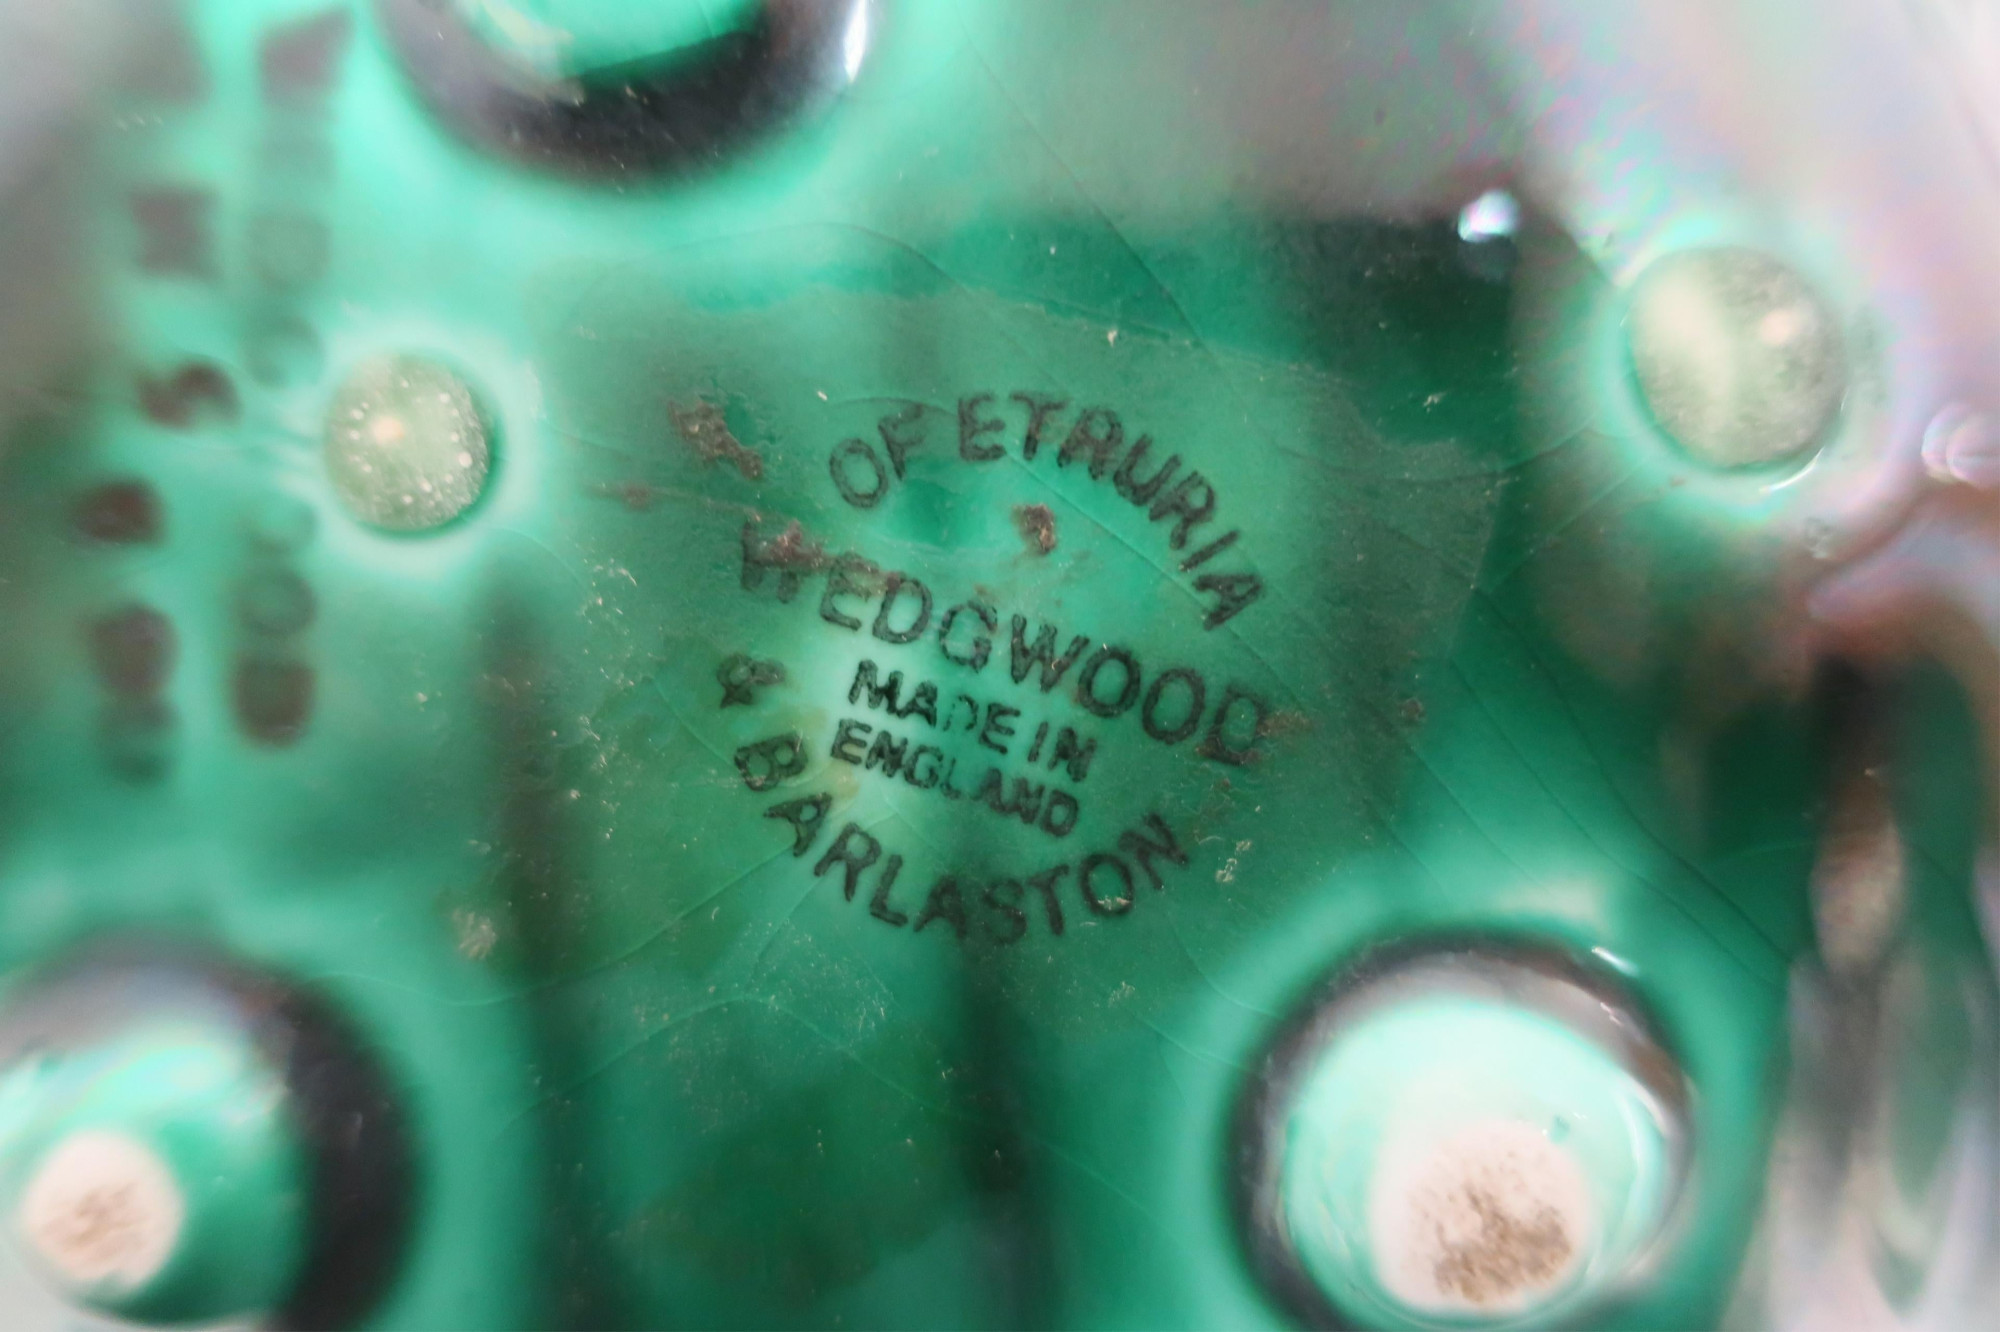 OF ETRURIA
WEDGWOOD
MADE IN
ENGLAND
& BARLASTON